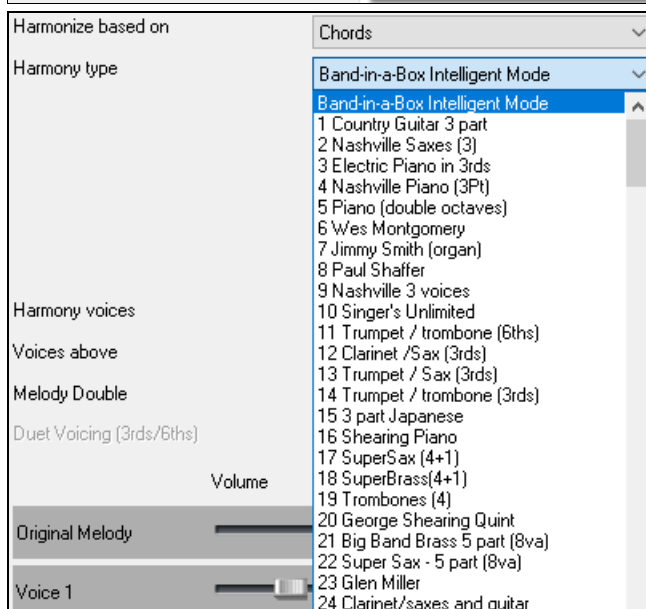 Harmonize based on
Chords
Harmony type
Band-in-a-Box Intelligent Mode
Band-in-a-Box Intelligent Mode
1 Country Guitar 3 part
2 Nashville Saxes (3)
3 Electric Piano in 3rds
4 Nashville Piano (3Pt)
5 Piano (double octaves)
6 Wes Montgomery
7 Jimmy Smith (organ)
8 Paul Shaffer
9 Nashville 3 voices
Harmony voices
10 Singer's Unlimited
11 Trumpet / trombone (6ths)
Voices above
12 Clarinet /Sax (3rds)
13 Trumpet / Sax (3rds)
Melody Double
14 Trumpet / trombone (3rds)
15 3 part Japanese
Duet Voicing (3rds/6ths)
16 Shearing Piano
17 SuperSax (4+1)
Volume
18 SuperBrass(4+1)
19 Trombones (4)
20 George Shearing Quint
Original Melody
21 Big Band Brass 5 part (8va)
22 Super Sax - 5 part (8va)
23 Glen Miller
Voice 1
24 Clarinet/saxes and guitar